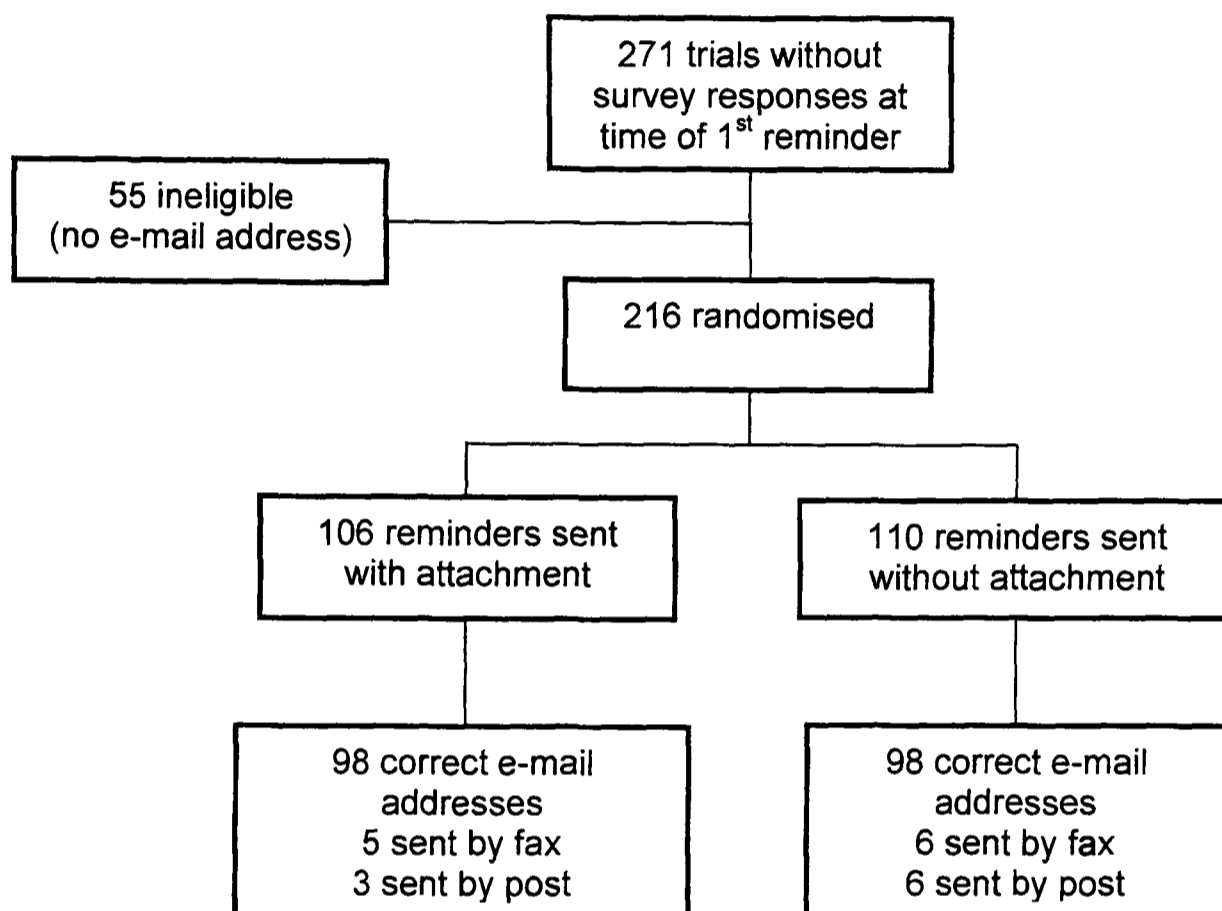 271 trials without
survey responses at
time of 1st reminder
55 ineligible
(no e-mail address)
216 randomised
106 reminders sent
with attachment
110 reminders sent
without attachment
98 correct e-mail
addresses
5 sent by fax
3 sent by post
98 correct e-mail
addresses
6 sent by fax
6 sent by post